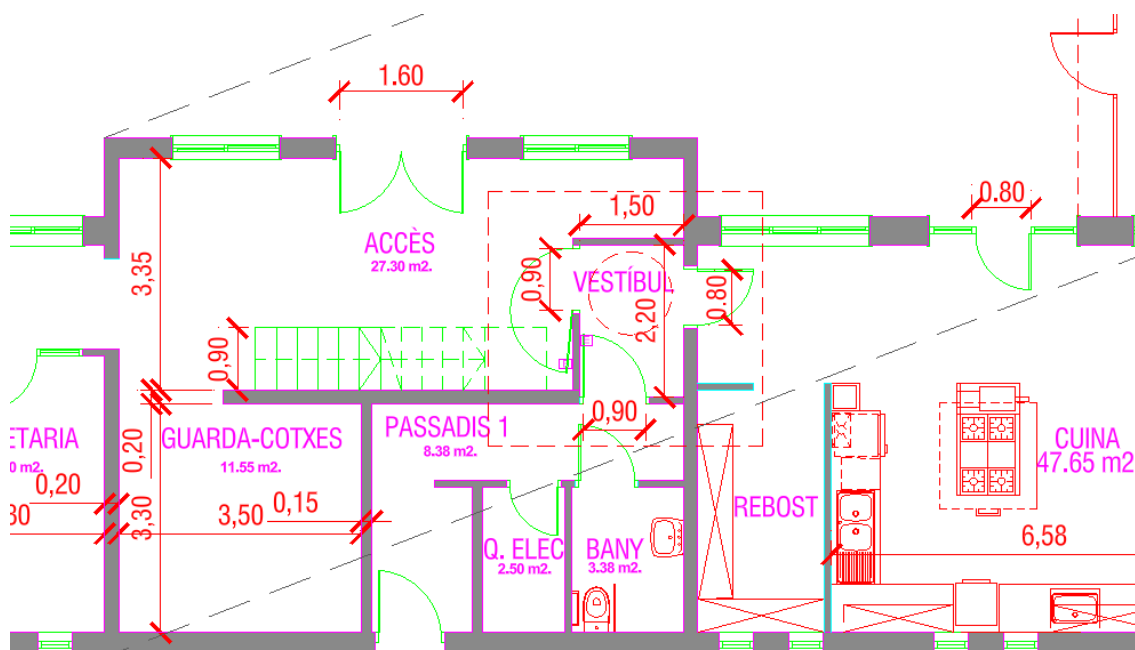 1.60
0.80
1,50
ACCÈS
27.30 m2.
3,35
0,90
VESTÍBUL
2,20
0.80
0,90
0,90
PASSADIS 1
8.38 m2.
GUARDA-COTXES
11.55 m2.
ETARIA
0 m2.
0,20
CUINA
47.65 m2
0,20
30
3,30
3,50
0,15
REBOST
6,58
Q. ELEC
2.50 m2.
BANY
3.38 m2.